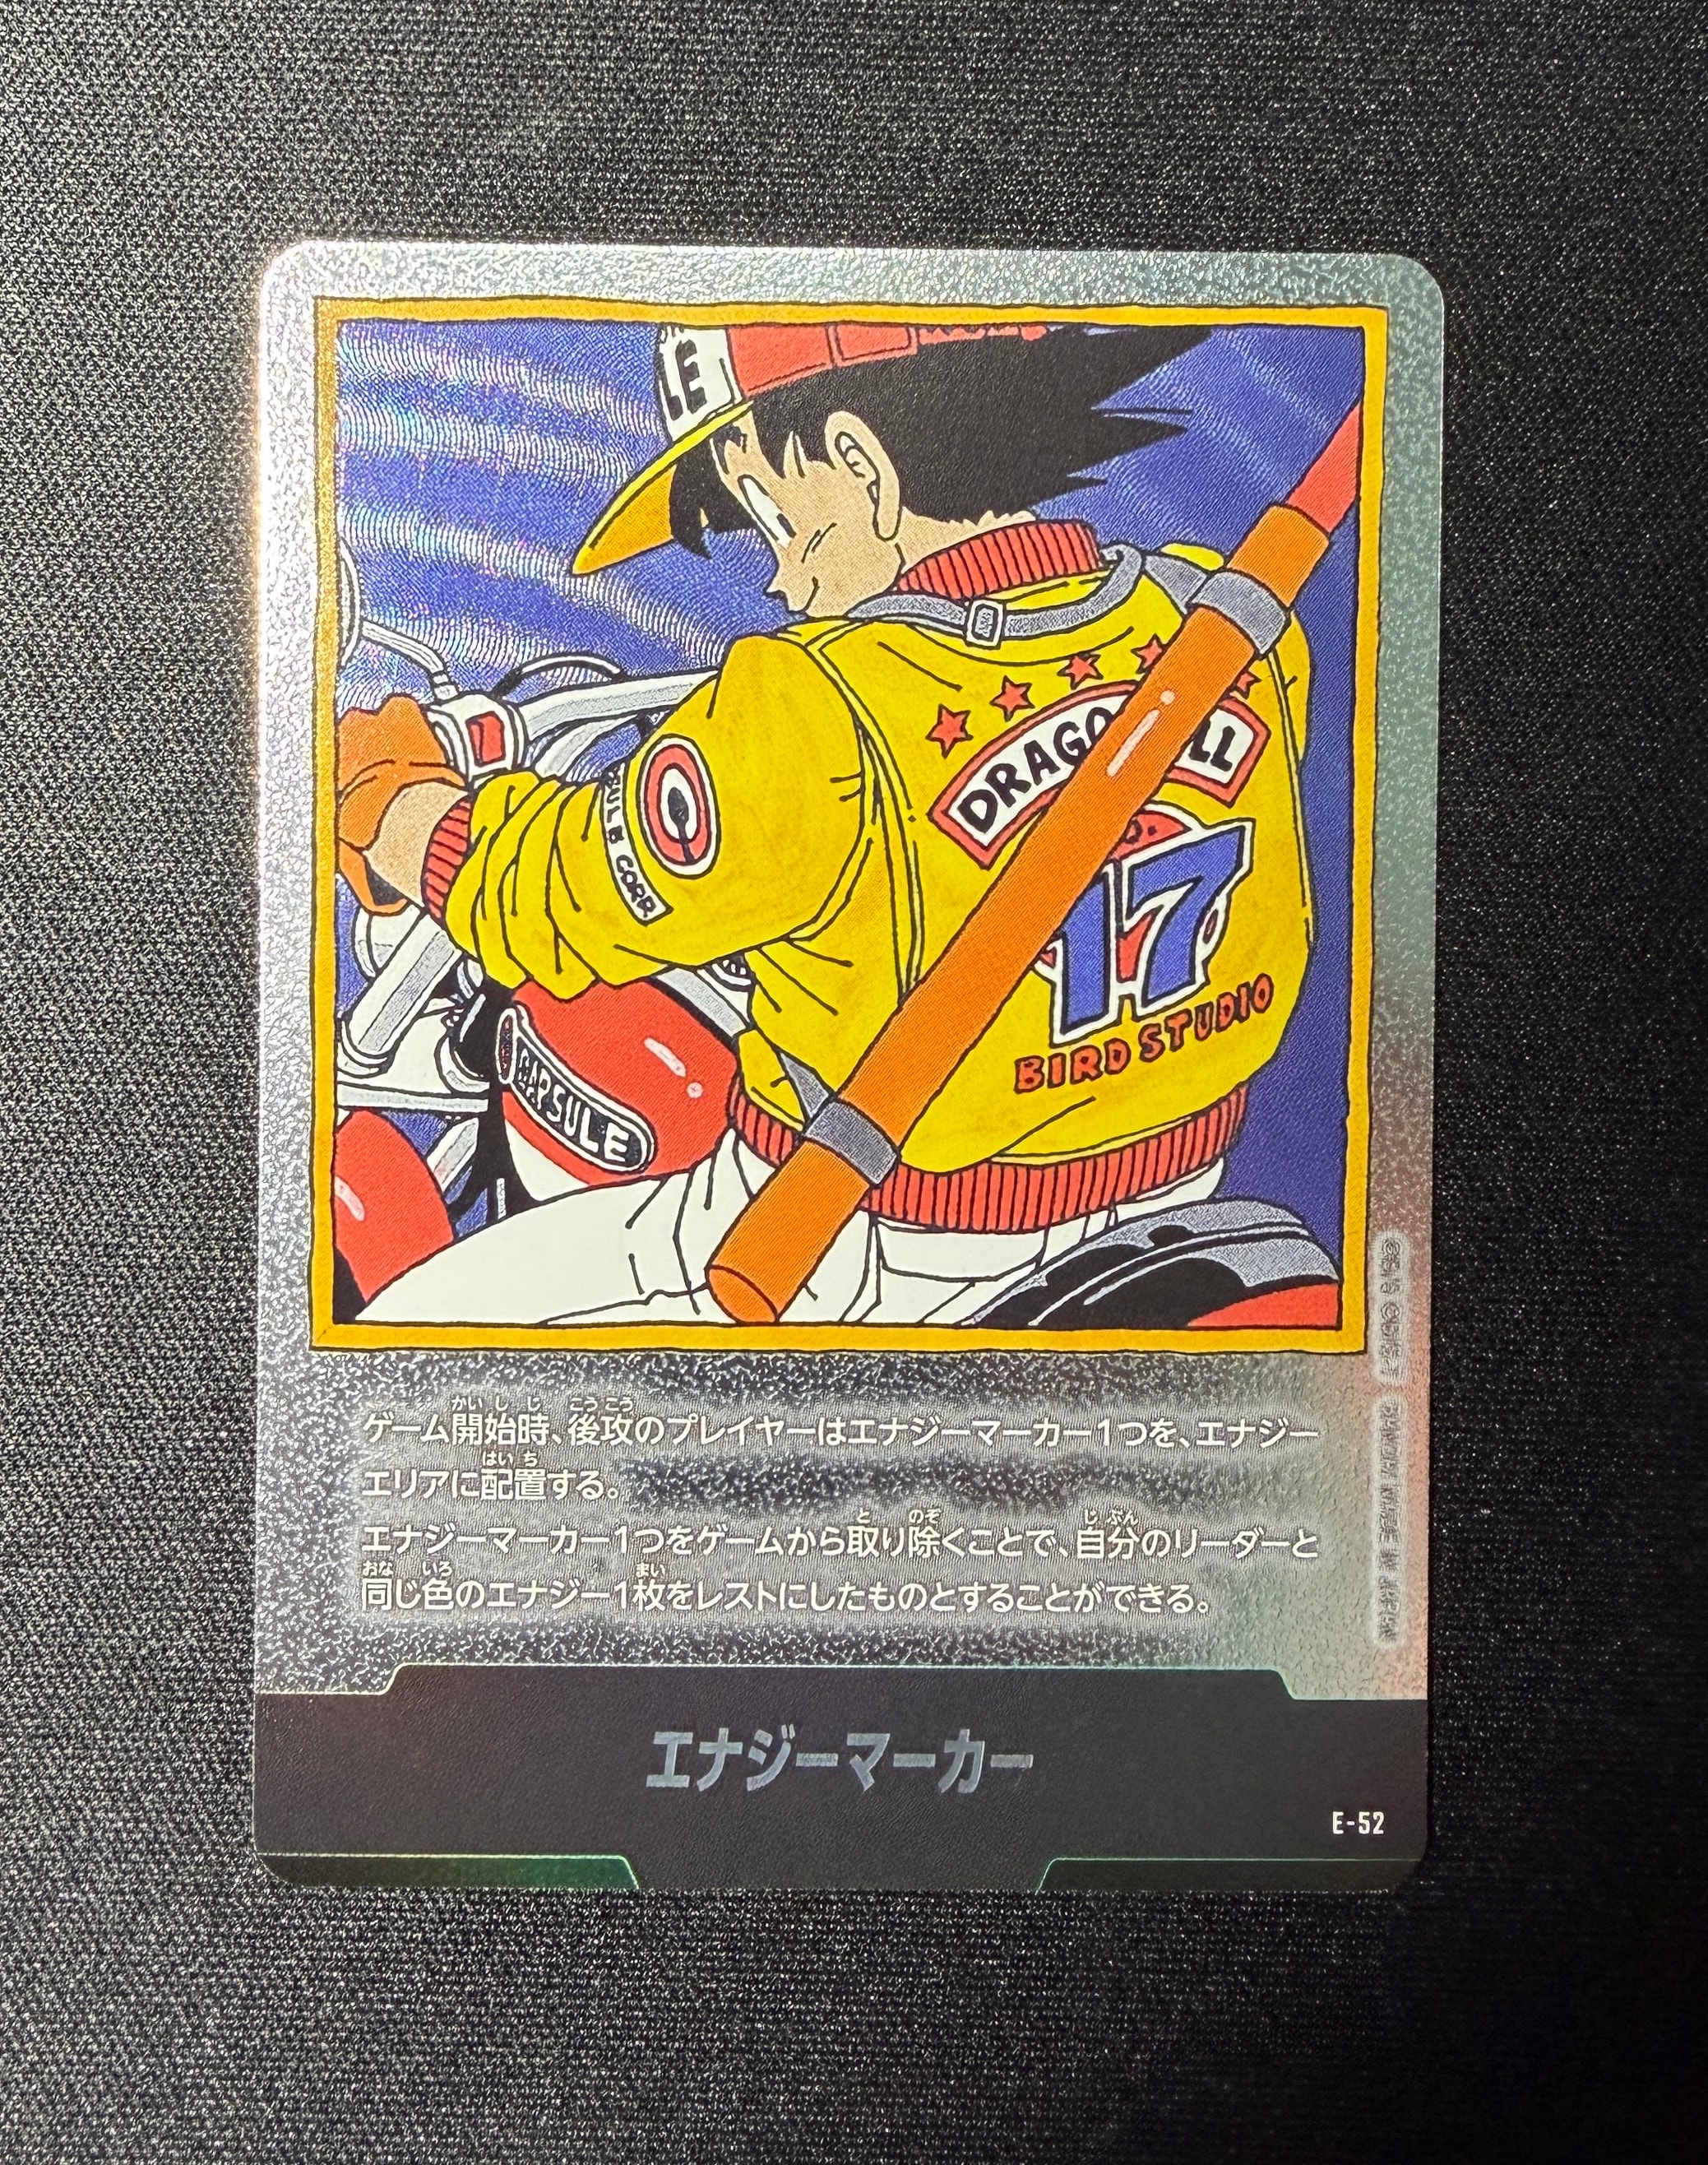 LE
DRAGO LL
17
BIRD STUDIO
CORP.
CAPSULE
ゲーム開始時、後攻のプレイヤーはエナジーマーカー1つを、エナジー
エリアに配置する。
エナジーマーカー1つをゲームから取り除くことで、自分のリーダーと
同じ色のエナジー1枚をレストにしたものとすることができる。
エナジーマーカー
E-52